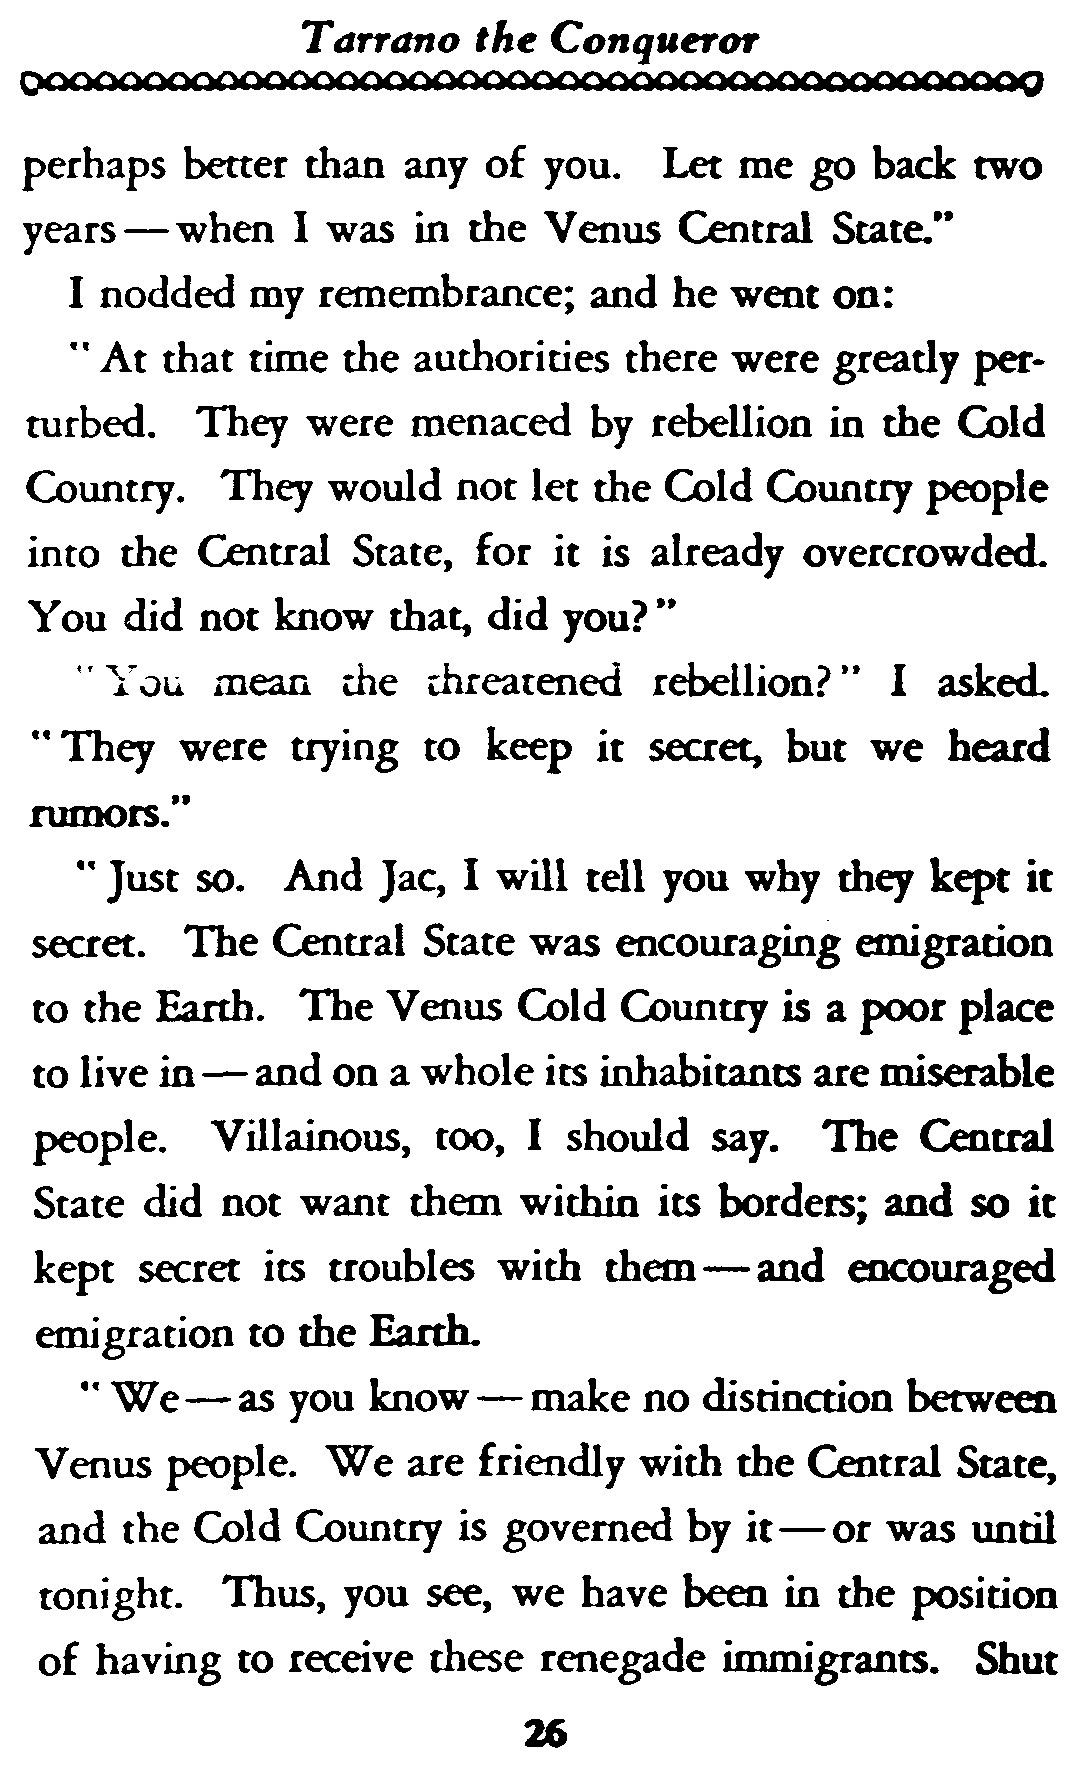 Tarrano the Conqueror
perhaps better than any of you. Let me go back two
years—when I was in the Venus Central State."
I nodded my remembrance; and he went on:
"At that time the authorities there were greatly per-
turbed. They were menaced by rebellion in the Cold
Country. They would not let the Cold Country people
into the Central State, for it is already overcrowded.
You did not know that, did you?"
"You mean the threatened rebellion?" I asked.
"They were trying to keep it secret, but we heard
rumors."
"Just so. And Jac, I will tell you why they kept it
secret. The Central State was encouraging emigration
to the Earth. The Venus Cold Country is a poor place
to live in—and on a whole its inhabitants are miserable
people. Villainous, too, I should say. The Central
State did not want them within its borders; and so it
kept secret its troubles with them—and encouraged
emigration to the Earth.
"We—as you know—make no distinction between
Venus people. We are friendly with the Central State,
and the Cold Country is governed by it—or was until
tonight. Thus, you see, we have been in the position
of having to receive these renegade immigrants. Shut
26